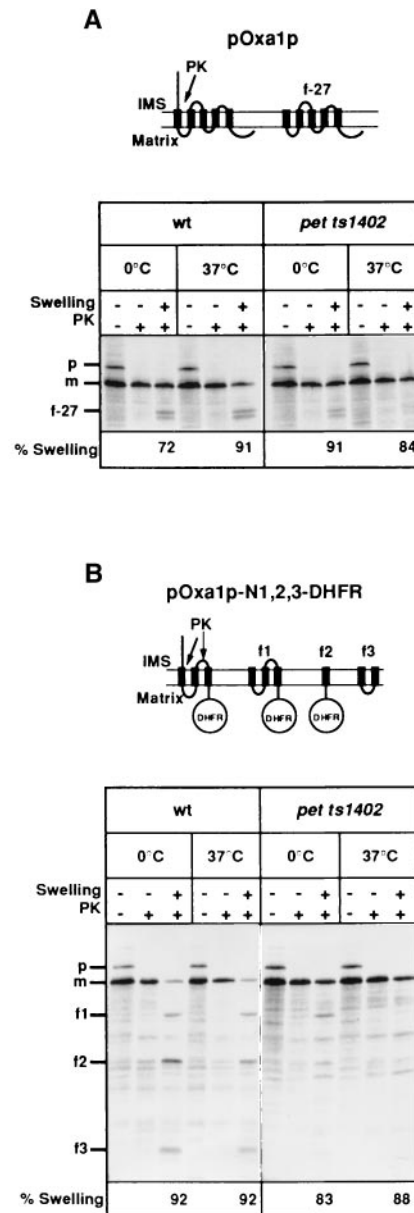 A
pOxa1p
PK
f-27
IMS
Matrix
wt pet ts1402
0°C 37°C 0°C 37°C
Swelling - - + - - + - - + - - +
PK - + + - + + - + + - + +
p
m
f-27
% Swelling 72 91 91 84
B
pOxa1p-N1,2,3-DHFR
PK
f1 f2 f3
IMS
Matrix
DHFR DHFR DHFR
wt pet ts1402
0°C 37°C 0°C 37°C
Swelling - - + - - + - - + - - +
PK - + + - + + - + + - + +
p
m
f1
f2
f3
% Swelling 92 92 83 88